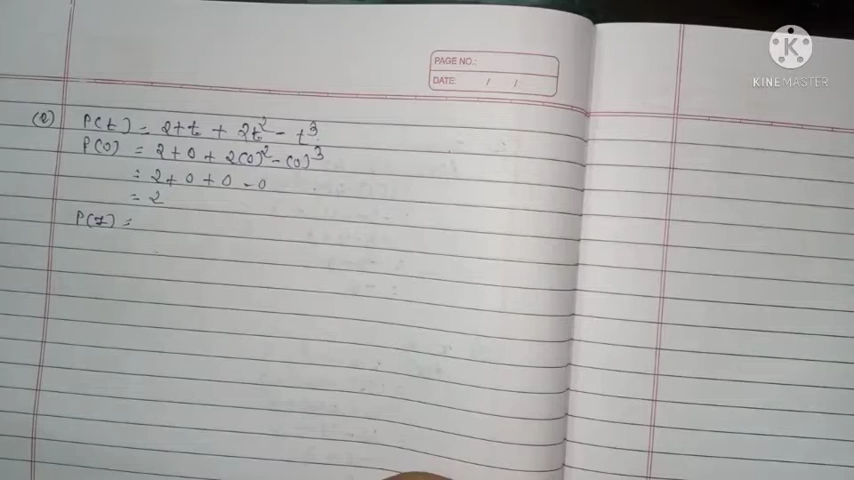 PAGE NO.:
DATE: / /
KINEMASTER
(2) P(t) = 2+t + 2t² - t³
P(0) = 2+0 + 2(0)² - (0)³
= 2+0+0-0
= 2
P(1) =